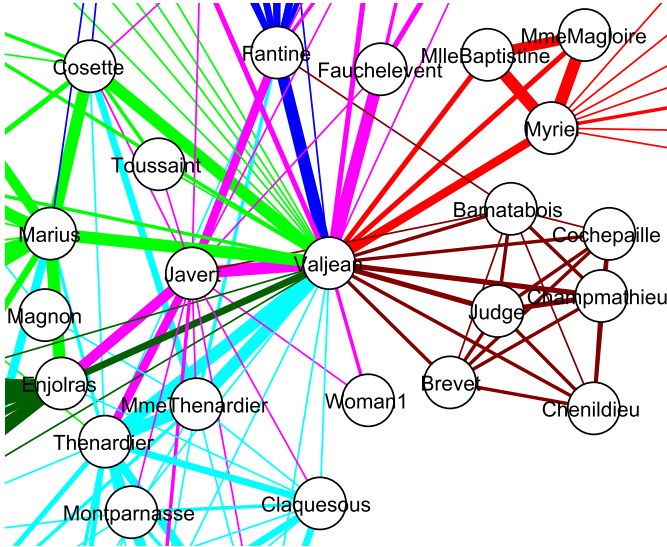 MmeMagloire
Fantine
MlleBaptistine
Cosette
Fauchelevent
Myriel
Toussaint
Bamatabois
Marius
Cochepaille
Valjean
Javert
Champmathieu
Magnon
Judge
Enjolras
Brevet
MmeThenardier
Woman1
Chenildieu
Thenardier
Claquesous
Montparnasse